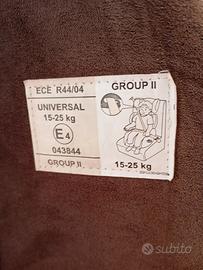 ECE R44/04
UNIVERSAL
15-25 kg
E4
043844
GROUP II
GROUP II
15-25 kg
subito